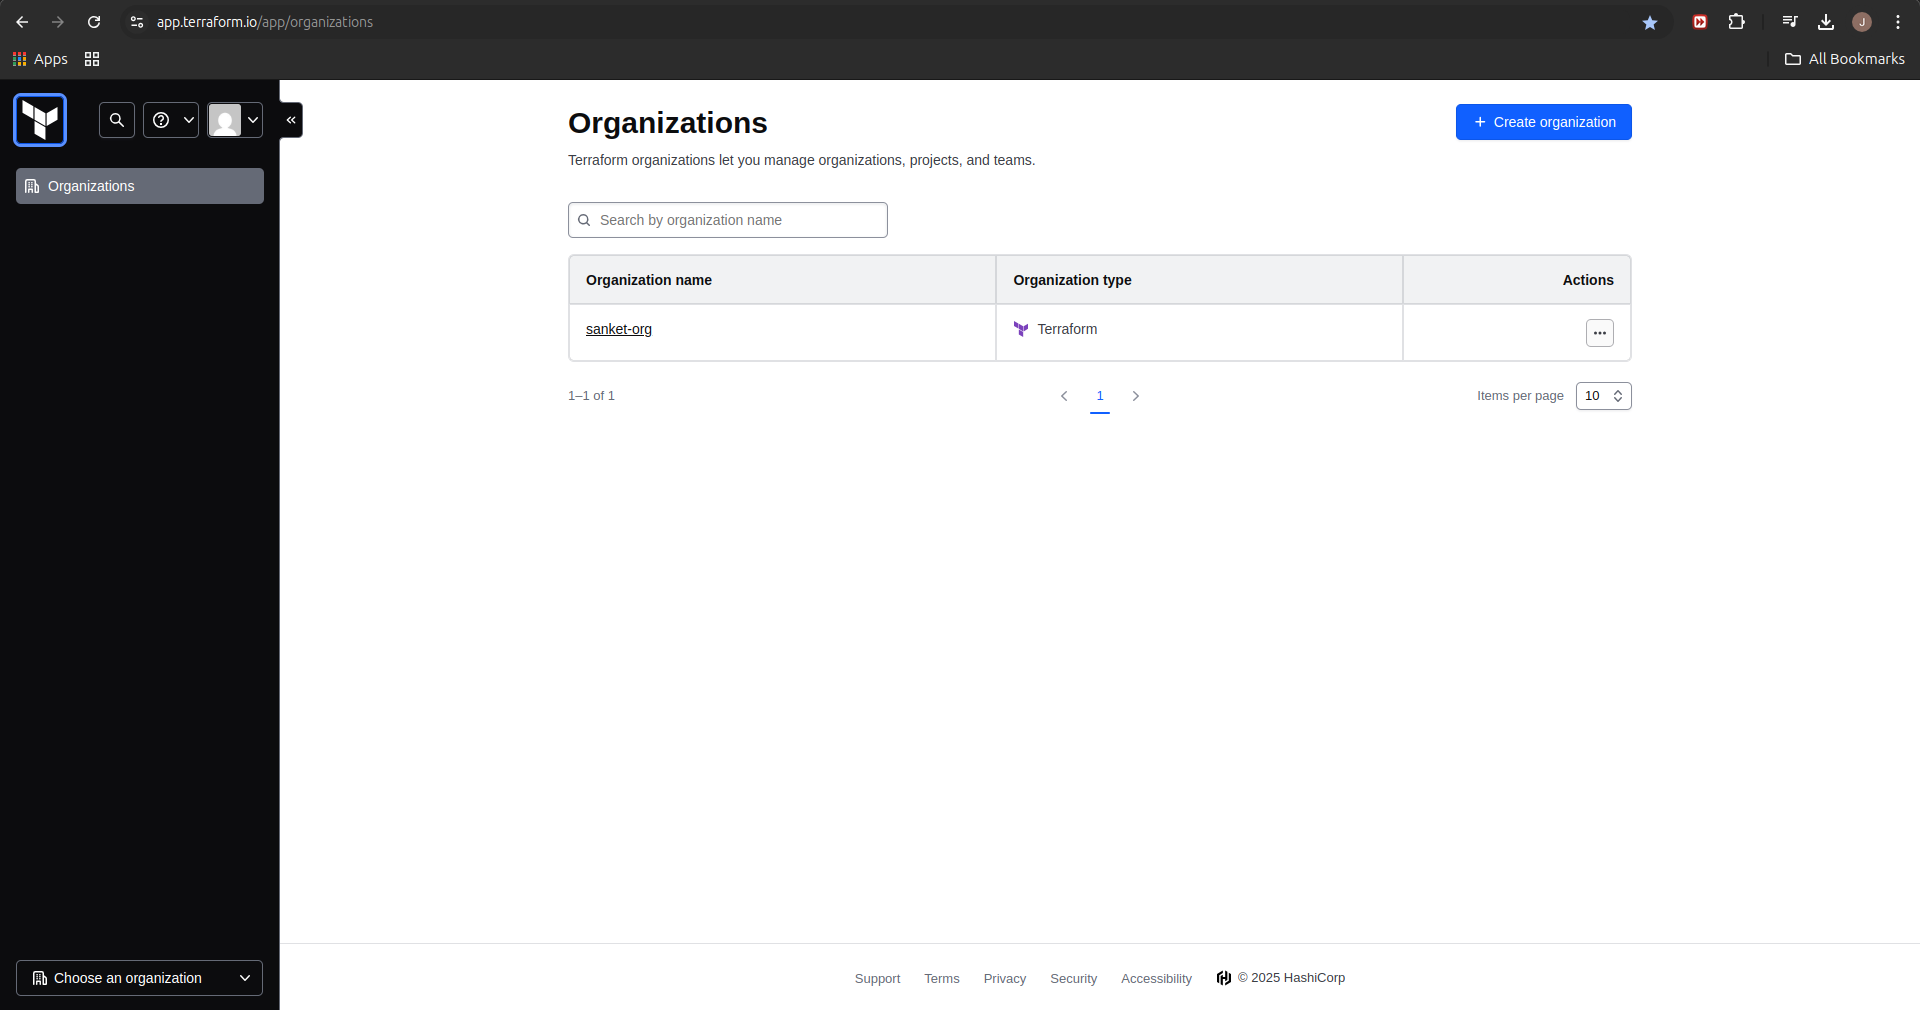 app.terraform.io/app/organizations
J
Apps
All Bookmarks
Organizations
Choose an organization
Organizations
Create organization
Terraform organizations let you manage organizations, projects, and teams.
Search by organization name
Organization name Organization type Actions
sanket-org Terraform
1–1 of 1 1 Items per page 10
Support Terms Privacy Security Accessibility © 2025 HashiCorp